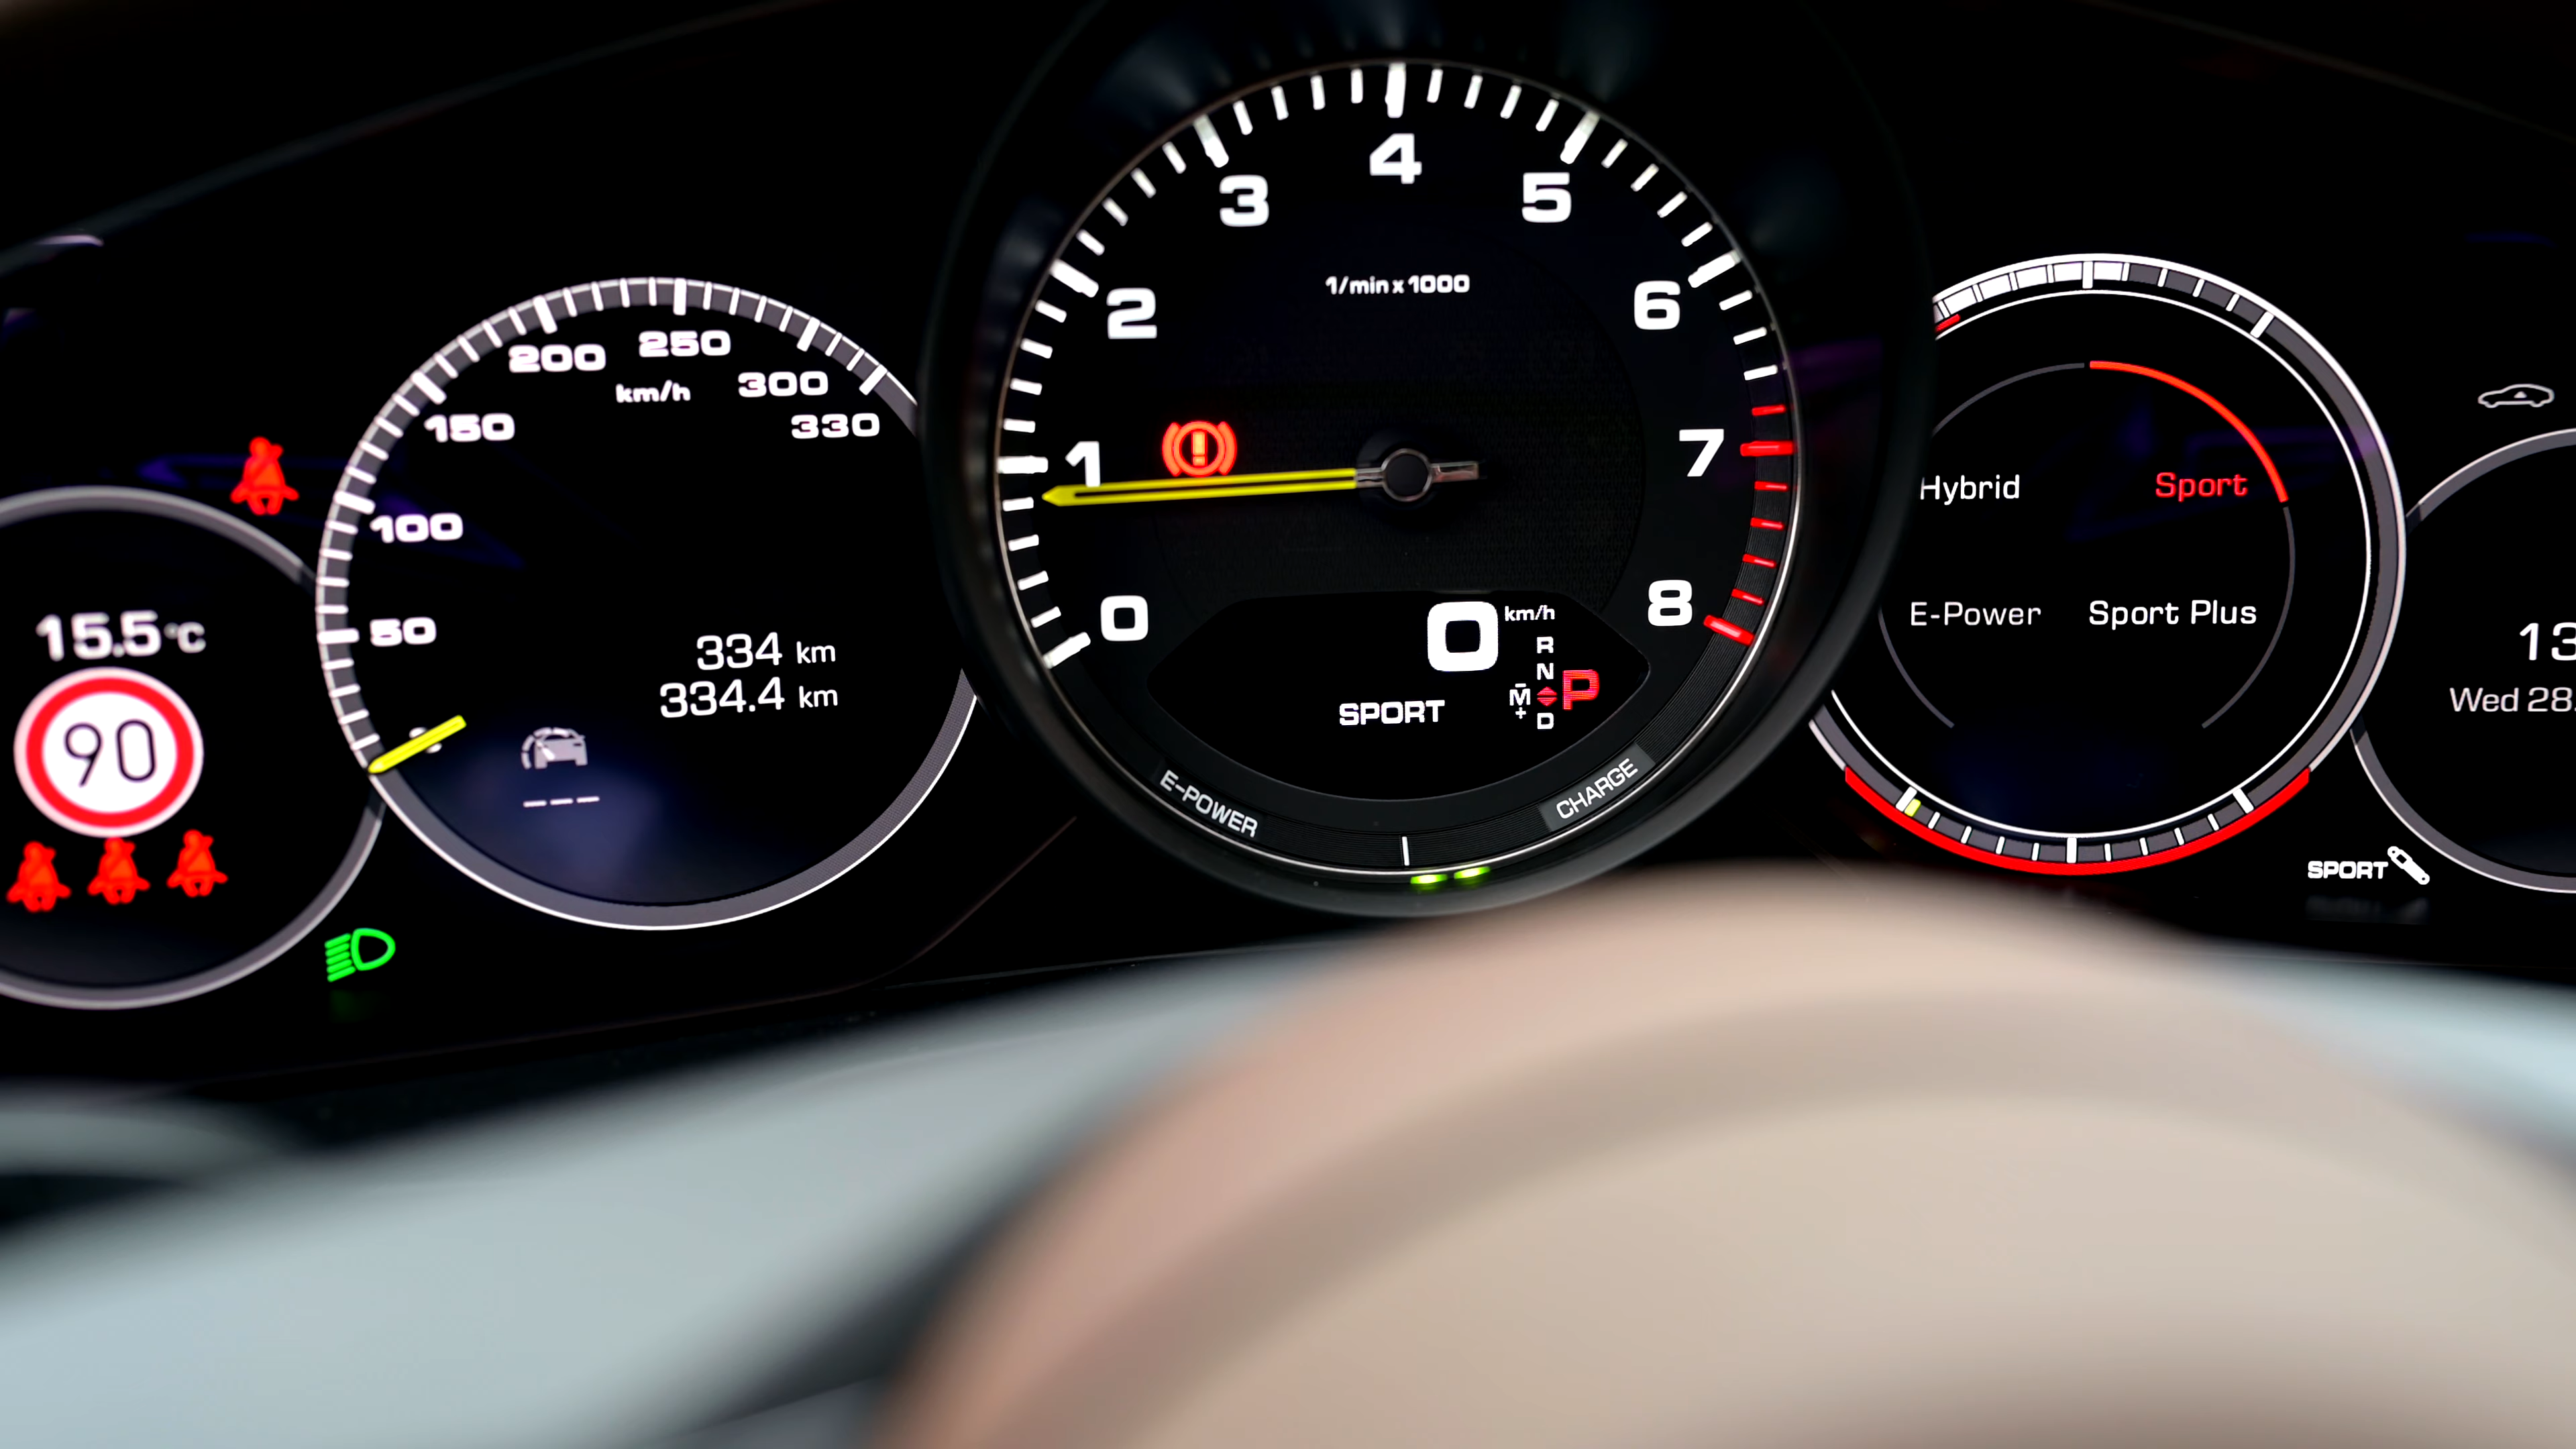 15.5 °C
90
50
100
150
200
250
300
330
km/h
334 km
334.4 km
0
1
2
3
4
5
6
7
8
1/min x 1000
0 km/h
R
N
M
P
- +
D
SPORT
E-POWER
CHARGE
Hybrid
Sport
E-Power
Sport Plus
SPORT
13
Wed 28.